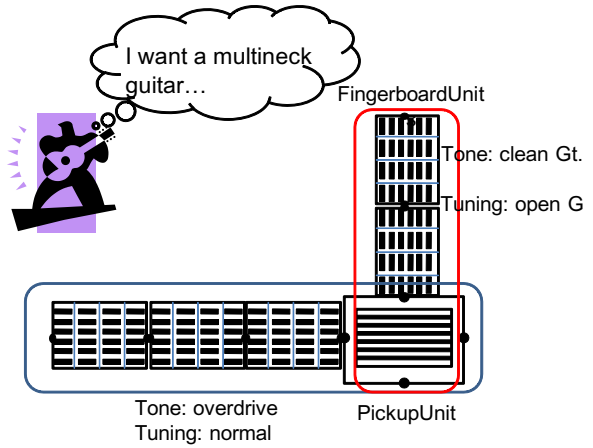 I want a multineck
guitar…
FingerboardUnit
Tone: clean Gt.
Tuning: open G
Tone: overdrive
Tuning: normal
PickupUnit